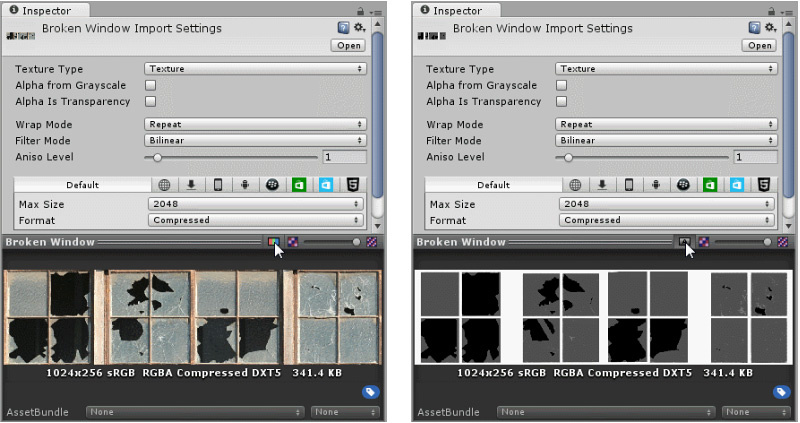 Inspector
Broken Window Import Settings
Open
Texture Type Texture
Alpha from Grayscale
Alpha Is Transparency
Wrap Mode Repeat
Filter Mode Bilinear
Aniso Level 1
Default
Max Size 2048
Format Compressed
Broken Window
1024x256 sRGB RGBA Compressed DXT5 341.4 KB
AssetBundle None None
Inspector
Broken Window Import Settings
Open
Texture Type Texture
Alpha from Grayscale
Alpha Is Transparency
Wrap Mode Repeat
Filter Mode Bilinear
Aniso Level 1
Default
Max Size 2048
Format Compressed
Broken Window
1024x256 sRGB RGBA Compressed DXT5 341.4 KB
AssetBundle None None